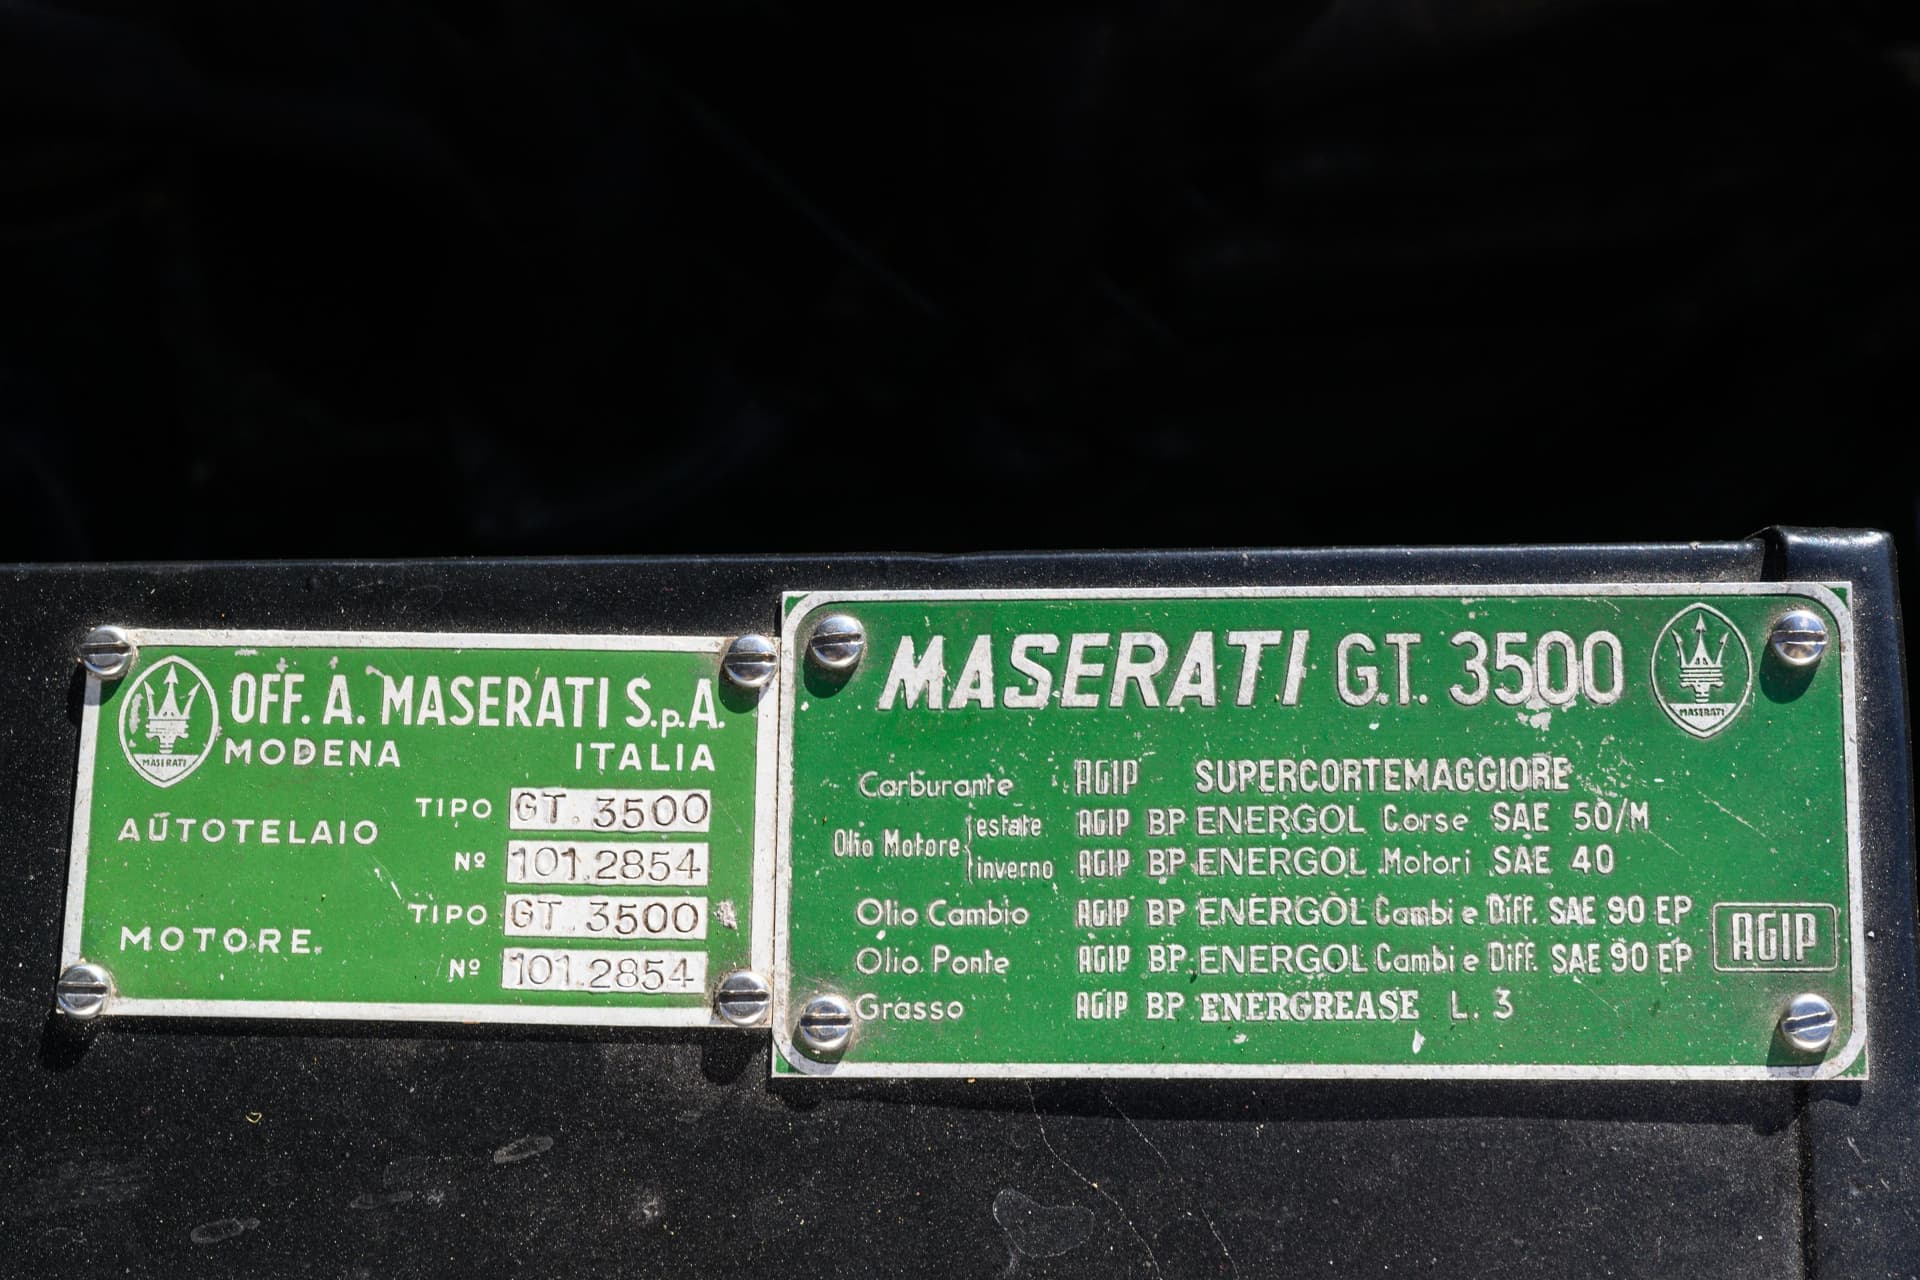 MASERATI
OFF. A. MASERATI S.p.A.
MODENA ITALIA
AUTOTELAIO TIPO GT. 3500
Nº 101.2854
MOTORE TIPO GT 3500
Nº 101.2854
MASERATI G.T. 3500
MASERATI
Carburante AGIP SUPERCORTEMAGGIORE
Olio Motore estate AGIP BP ENERGOL Corse SAE 50/M
inverno AGIP BP ENERGOL Motori SAE 40
Olio Cambio AGIP BP ENERGOL Cambi e Diff. SAE 90 EP
Olio Ponte AGIP BP ENERGOL Cambi e Diff. SAE 90 EP
Grasso AGIP BP ENERGREASE L. 3
AGIP